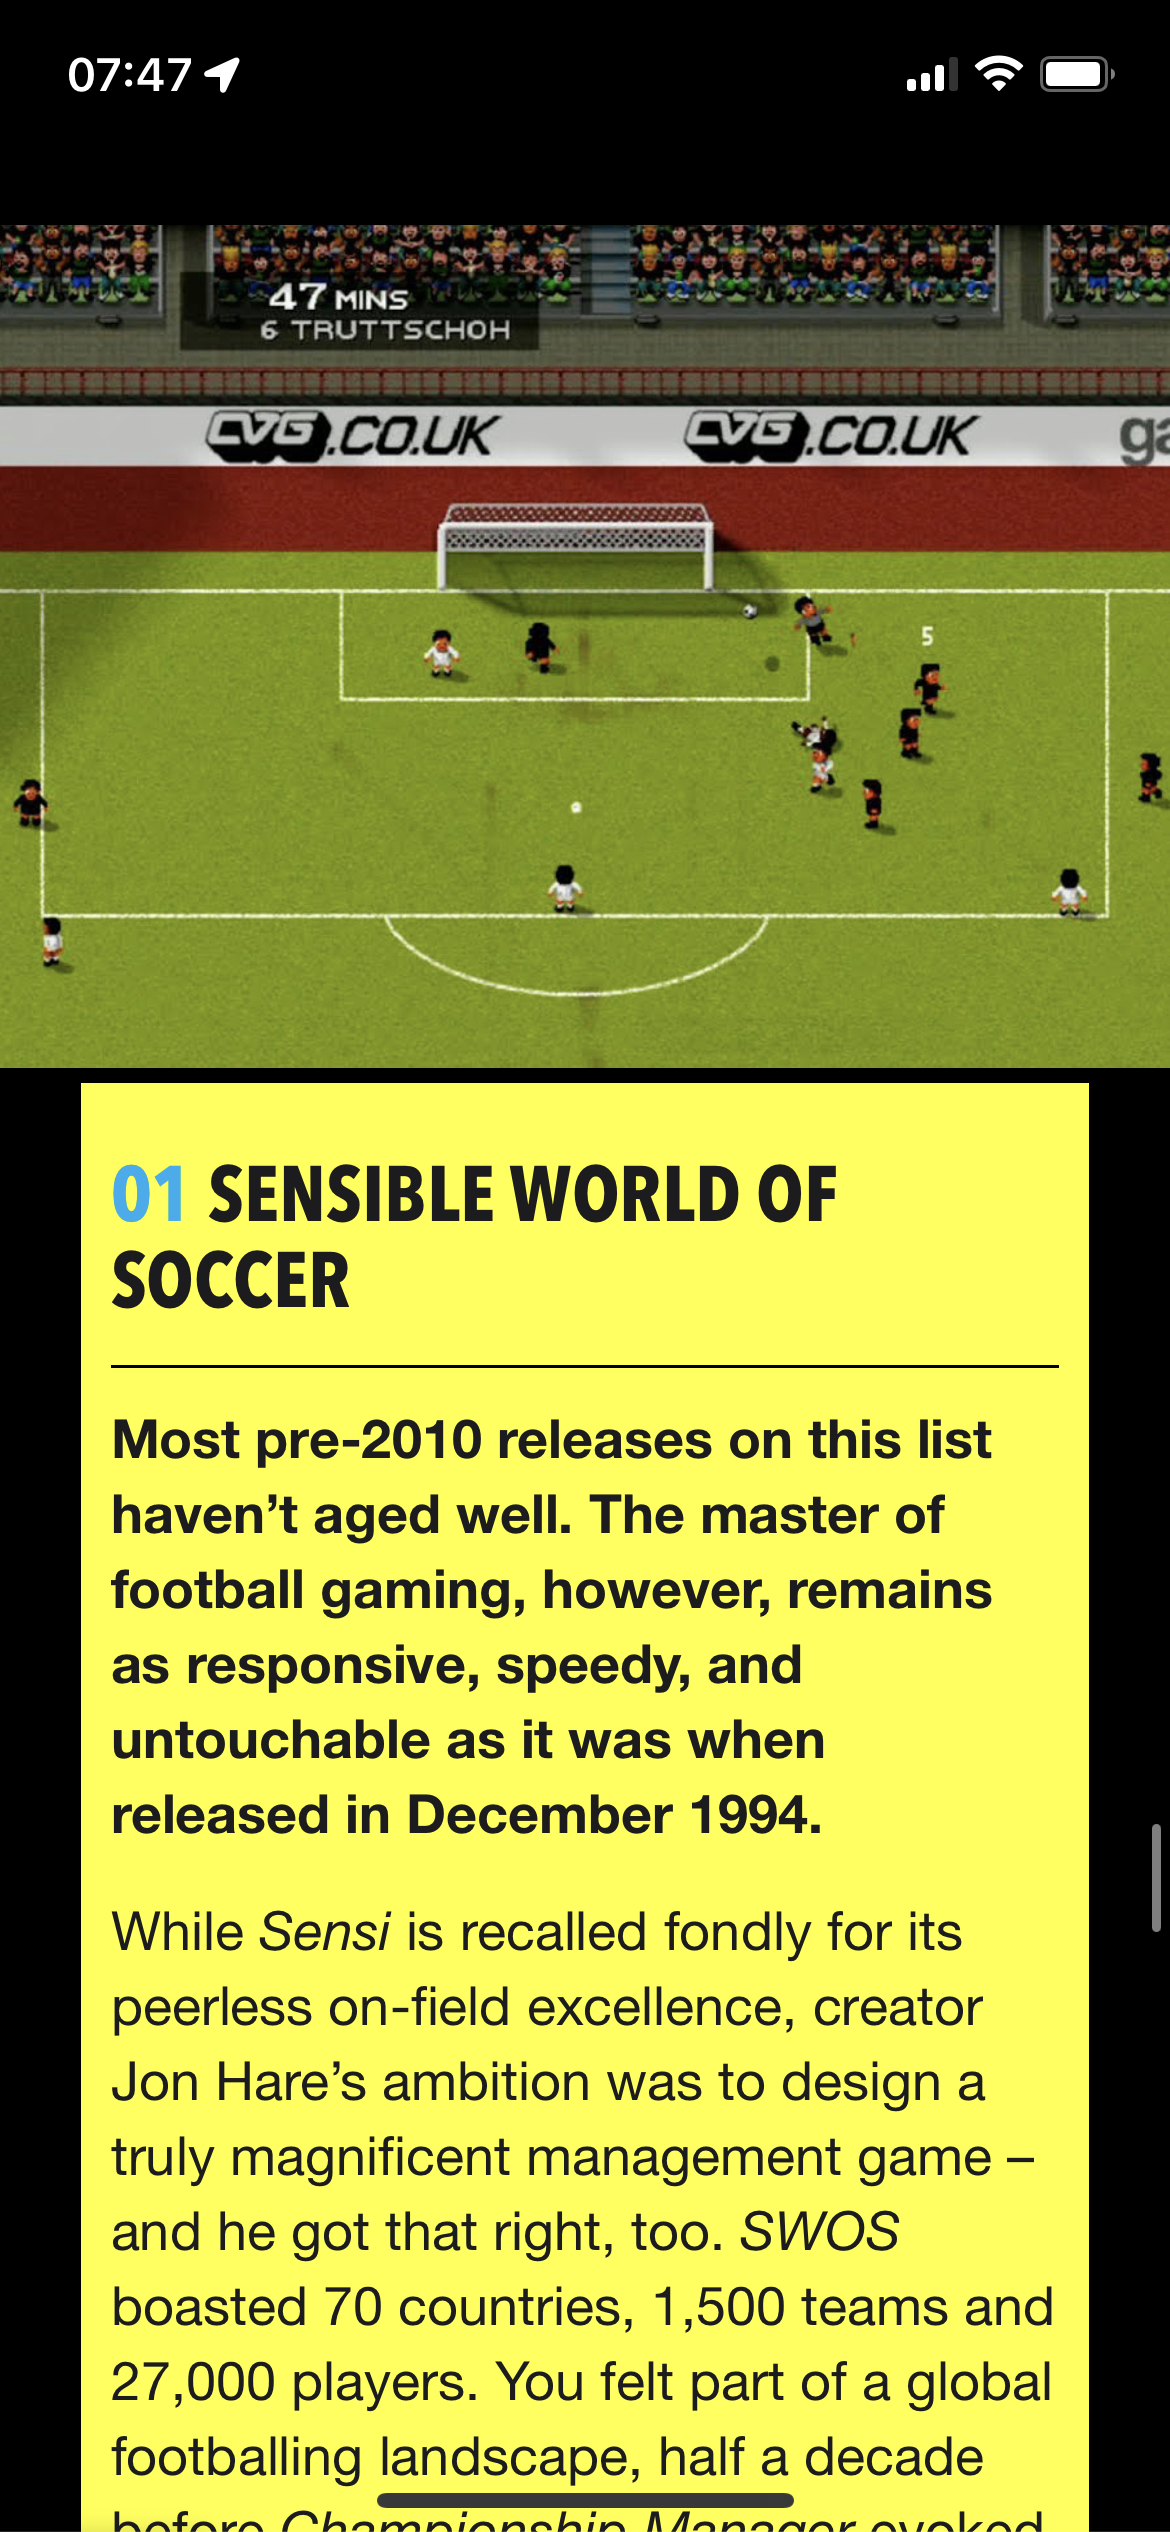 07:47
47 MINS
6 TRUTTSCHOH
CVG.CO.UK CVG.CO.UK ga
5
01 SENSIBLE WORLD OF
SOCCER
Most pre-2010 releases on this list
haven’t aged well. The master of
football gaming, however, remains
as responsive, speedy, and
untouchable as it was when
released in December 1994.
While Sensi is recalled fondly for its
peerless on-field excellence, creator
Jon Hare’s ambition was to design a
truly magnificent management game –
and he got that right, too. SWOS
boasted 70 countries, 1,500 teams and
27,000 players. You felt part of a global
footballing landscape, half a decade
before Championship Manager evoked